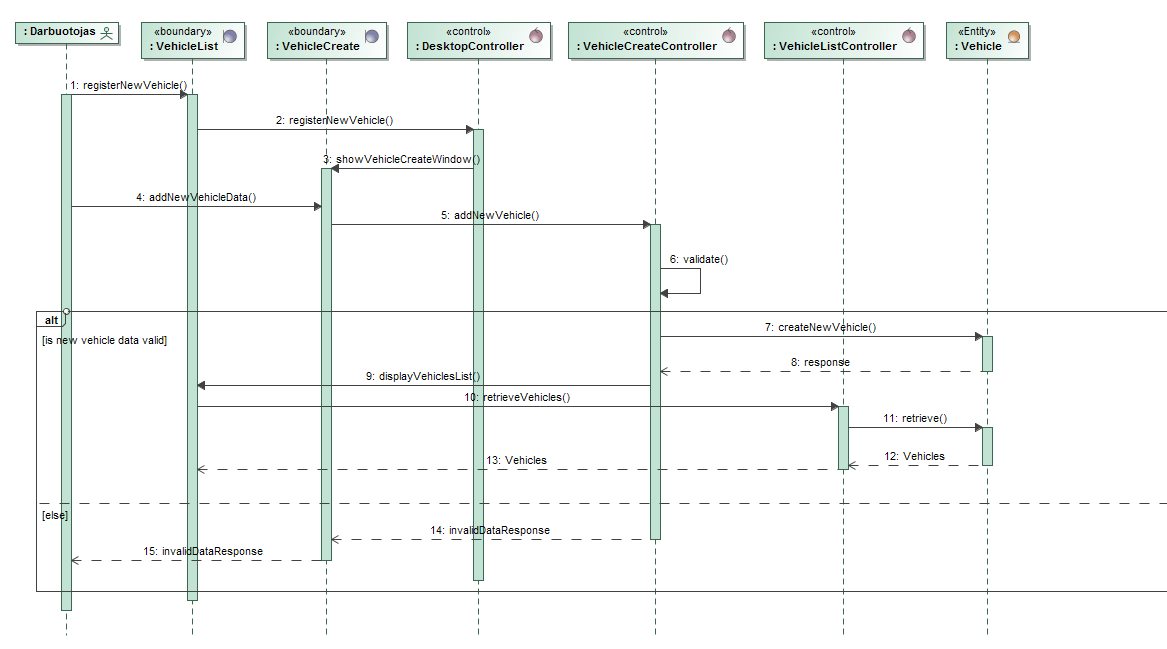 : Darbuotojas
«boundary»
: VehicleList
«boundary»
: VehicleCreate
«control»
: DesktopController
«control»
: VehicleCreateController
«control»
: VehicleListController
«Entity»
: Vehicle
1: registerNewVehicle()
2: registerNewVehicle()
3: showVehicleCreateWindow()
4: addNewVehicleData()
5: addNewVehicle()
6: validate()
alt
[is new vehicle data valid]
7: createNewVehicle()
8: response
9: displayVehiclesList()
10: retrieveVehicles()
11: retrieve()
12: Vehicles
13: Vehicles
[else]
14: invalidDataResponse
15: invalidDataResponse